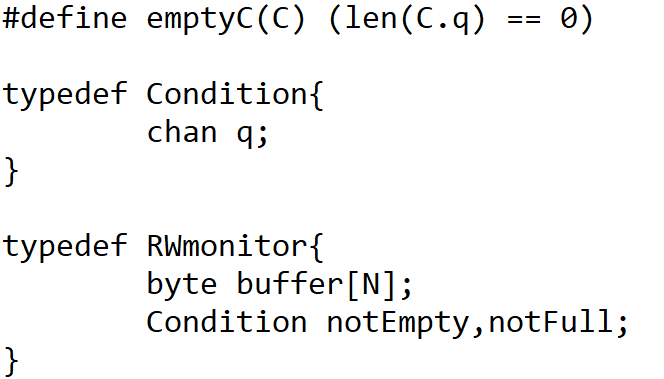 #define emptyC(C) (len(C.q) == 0)
typedef Condition{
chan q;
}
typedef RWmonitor{
byte buffer[N];
Condition notEmpty,notFull;
}